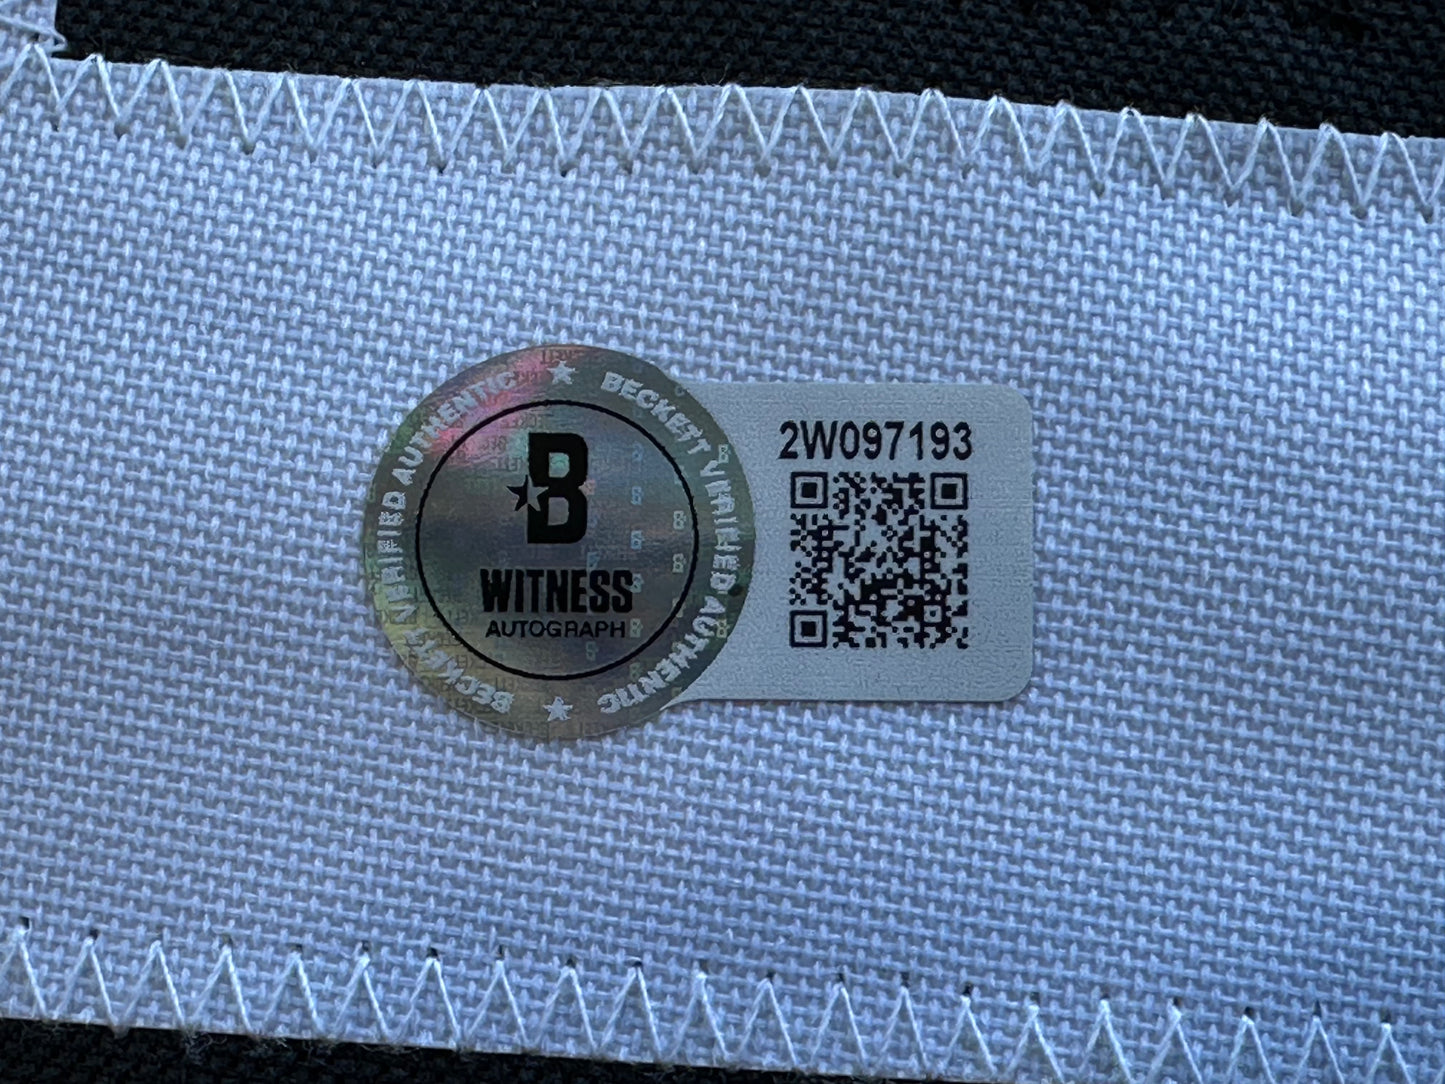 BECKETT VERIFIED AUTHENTIC ★ BECKETT VERIFIED AUTHENTIC ★
B
WITNESS
AUTOGRAPH
2W097193